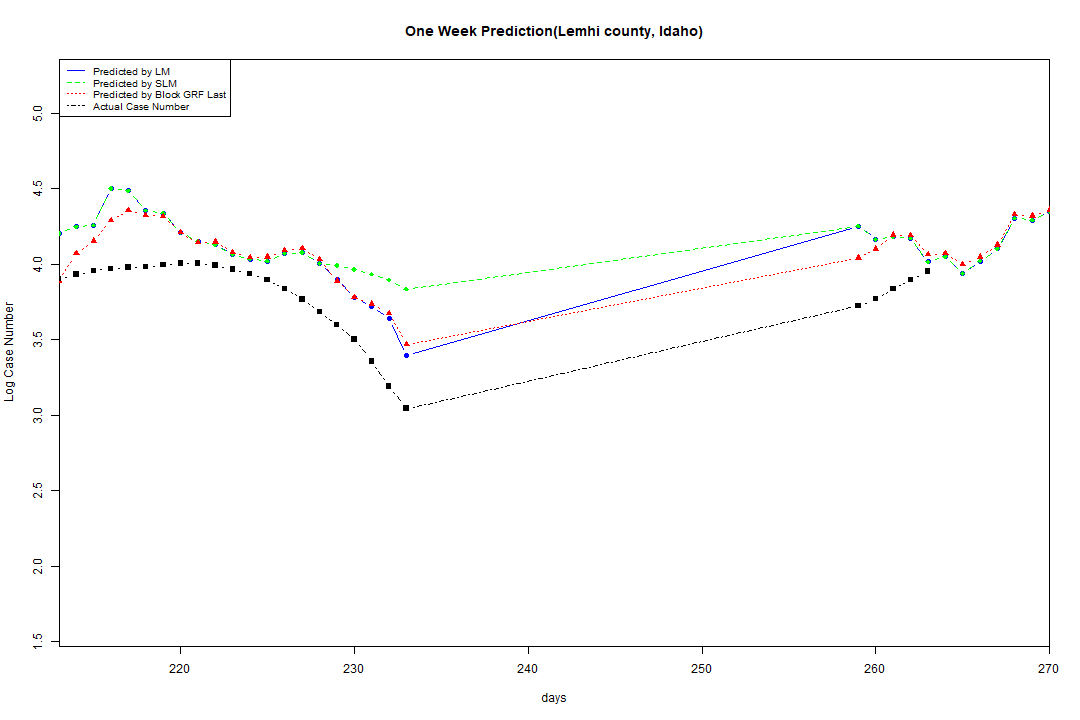 One Week Prediction(Lemhi county, Idaho)
Predicted by LM
Predicted by SLM
Predicted by Block GRF Last
Actual Case Number
5.0
4.5
4.0
3.5
3.0
2.5
2.0
1.5
Log Case Number
220 230 240 250 260 270
days